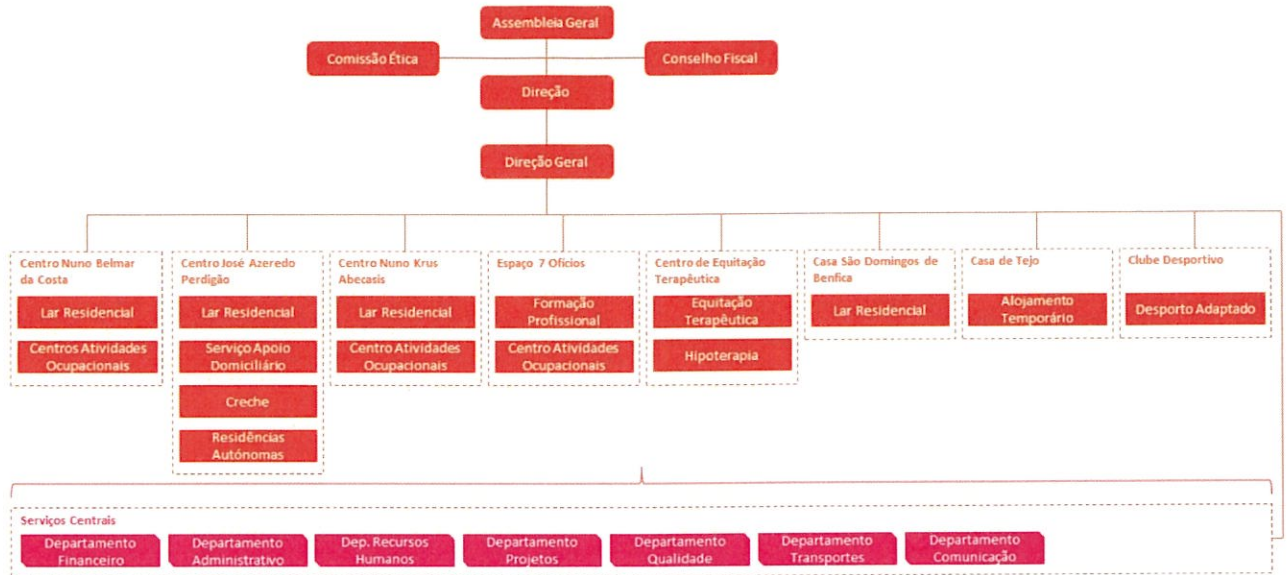 Assembleia Geral
Comissão Ética
Conselho Fiscal
Direção
Direção Geral
Centro Nuno Belmar
da Costa
Lar Residencial
Centros Atividades
Ocupacionais
Centro José Azeredo
Perdigão
Lar Residencial
Serviço Apoio
Domiciliário
Creche
Residências
Autónomas
Centro Nuno Krus
Abecasis
Lar Residencial
Centro Atividades
Ocupacionais
Espaço 7 Ofícios
Formação
Profissional
Centro Atividades
Ocupacionais
Centro de Equitação
Terapêutica
Equitação
Terapêutica
Hipoterapia
Casa São Domingos de
Benfica
Lar Residencial
Casa de Tejo
Alojamento
Temporário
Clube Desportivo
Desporto Adaptado
Serviços Centrais
Departamento
Financeiro
Departamento
Administrativo
Dep. Recursos
Humanos
Departamento
Projetos
Departamento
Qualidade
Departamento
Transportes
Departamento
Comunicação